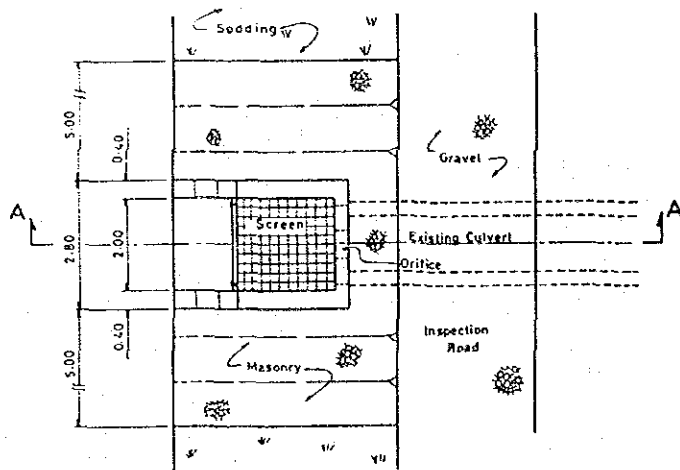 Sodding
5.00
0.40
Gravel
A
A
Screen
Existing Culvert
2.80
2.00
Orifice
0.40
Inspection
Road
Masonry
5.00